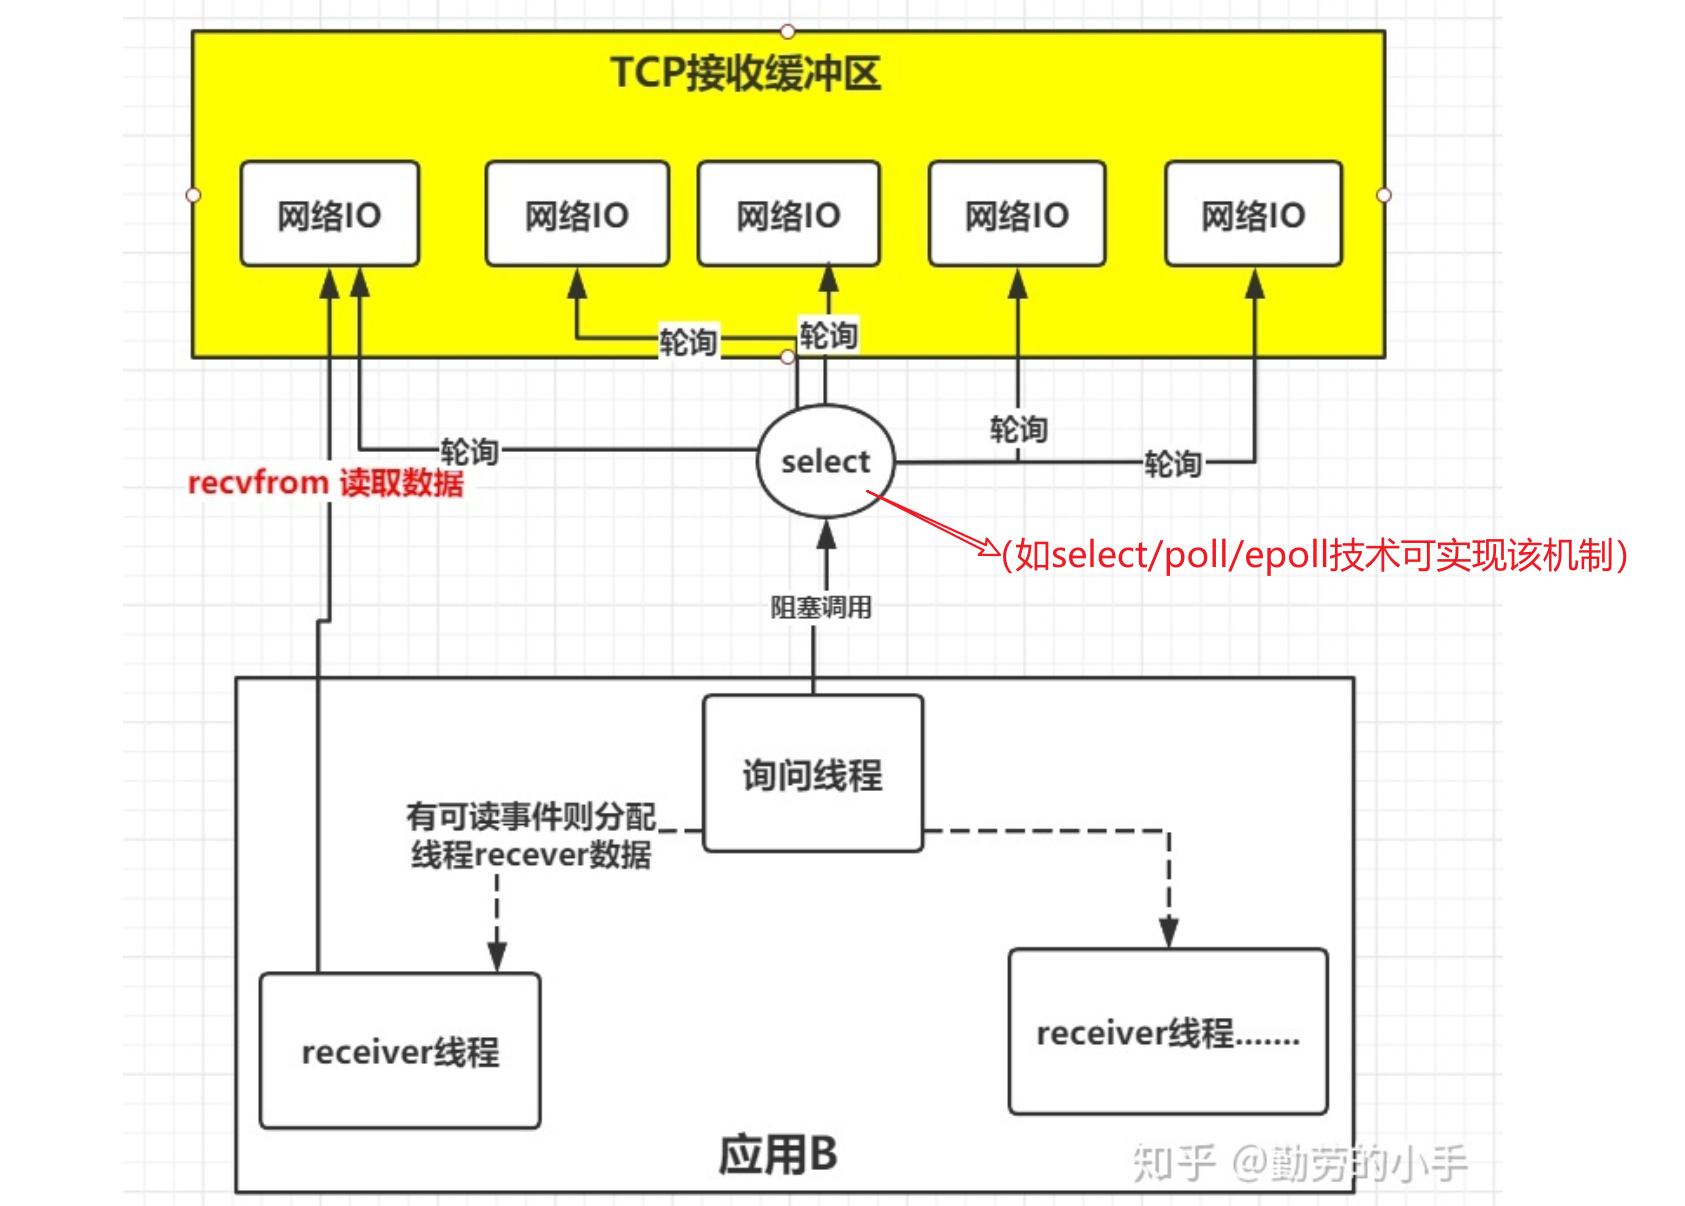 TCP接收缓冲区
网络IO
网络IO
网络IO
网络IO
网络IO
轮询
轮询
轮询
轮询
轮询
select
recvfrom 读取数据
(如select/poll/epoll技术可实现该机制)
阻塞调用
询问线程
有可读事件则分配
线程recever数据
receiver线程
receiver线程.......
应用B
知乎 @勤劳的小手